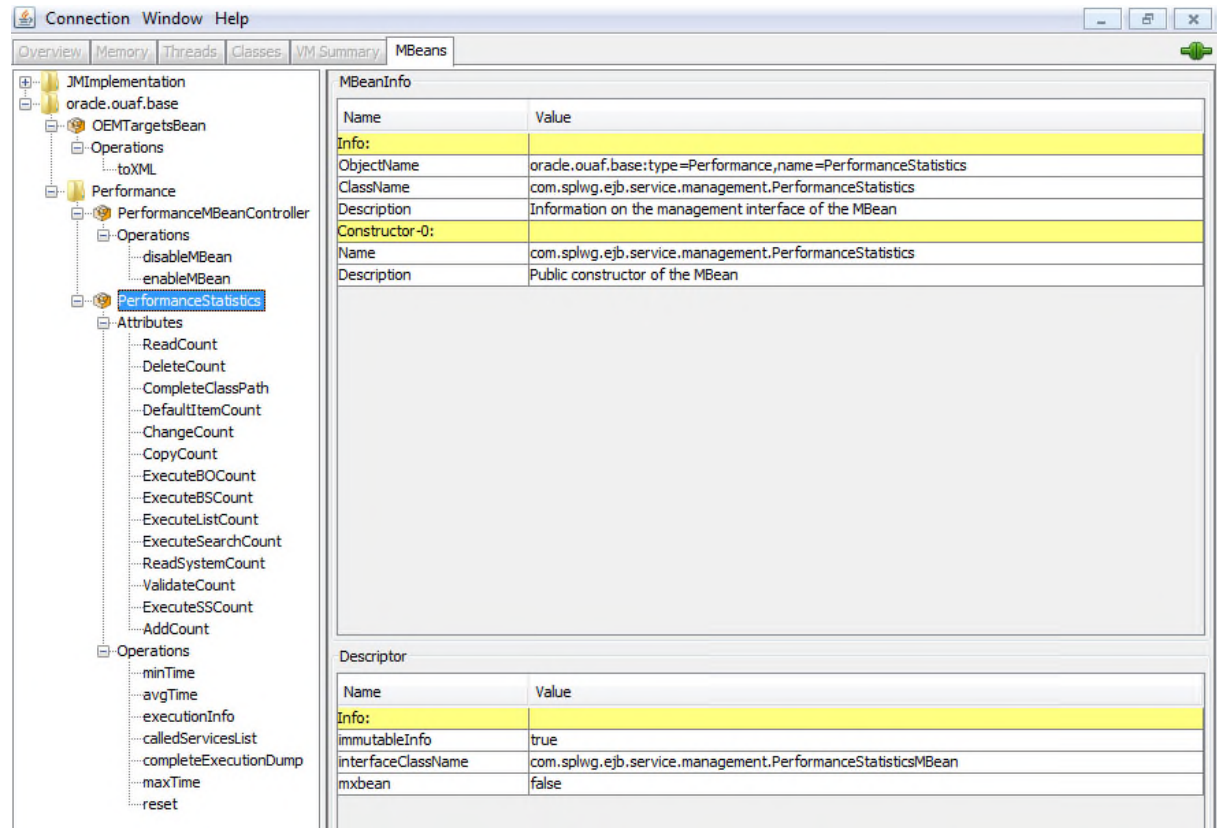 Connection Window Help
Overview Memory Threads Classes VM Summary MBeans
JMImplementation
oracle.ouaf.base
OEMTargetsBean
Operations
toXML
Performance
PerformanceMBeanController
Operations
disableMBean
enableMBean
PerformanceStatistics
Attributes
ReadCount
DeleteCount
CompleteClassPath
DefaultItemCount
ChangeCount
CopyCount
ExecuteBOCount
ExecuteBSCount
ExecuteListCount
ExecuteSearchCount
ReadSystemCount
ValidateCount
ExecuteSSCount
AddCount
Operations
minTime
avgTime
executionInfo
calledServicesList
completeExecutionDump
maxTime
reset
MBeanInfo
Name Value
Info:
ObjectName oracle.ouaf.base:type=Performance,name=PerformanceStatistics
ClassName com.splwg.ejb.service.management.PerformanceStatistics
Description Information on the management interface of the MBean
Constructor-0:
Name com.splwg.ejb.service.management.PerformanceStatistics
Description Public constructor of the MBean
Descriptor
Name Value
Info:
immutableInfo true
interfaceClassName com.splwg.ejb.service.management.PerformanceStatisticsMBean
mxbean false